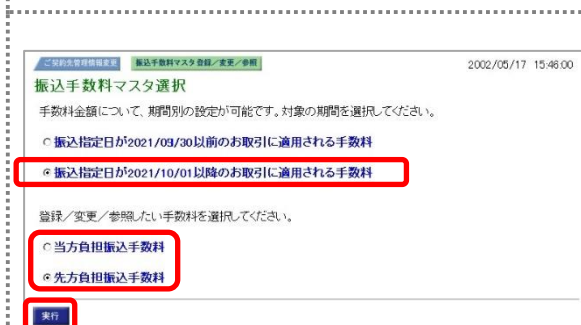 ご契約先管理情報変更 振込手数料マスタ登録／変更／参照 2002/05/17 15:46:00
振込手数料マスタ選択
手数料金額について、期間別の設定が可能です。対象の期間を選択してください。
振込指定日が2021/09/30以前のお取引に適用される手数料
振込指定日が2021/10/01以降のお取引に適用される手数料
登録／変更／参照したい手数料を選択してください。
当方負担振込手数料
先方負担振込手数料
実行